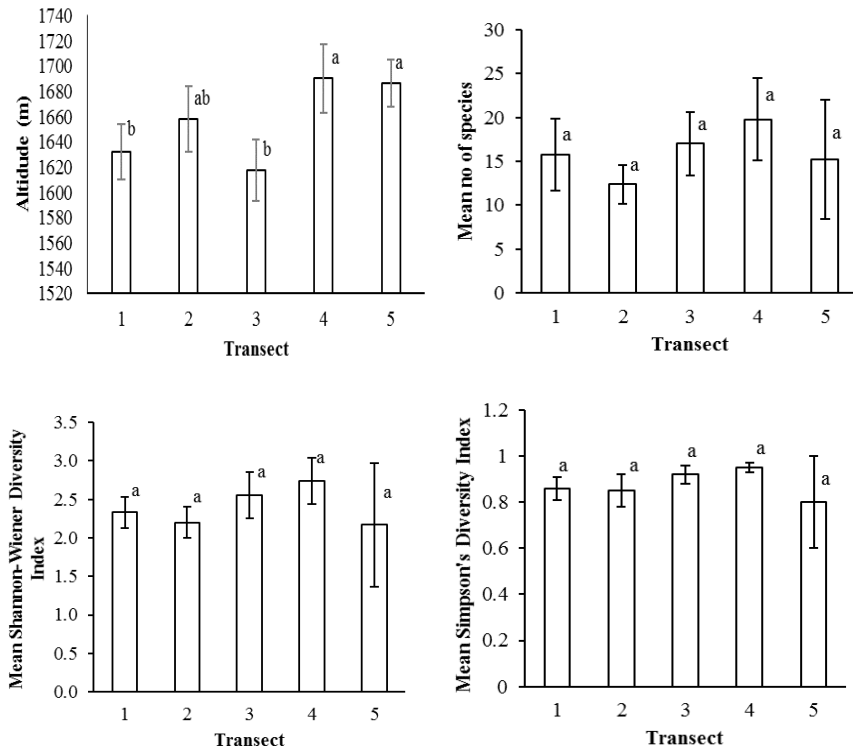 Altidude (m)
1740
1720
1700
1680
1660
1640
1620
1600
1580
1560
1540
1520
b
ab
b
a
a
1 2 3 4 5
Transect
Mean no of species
30
25
20
15
10
5
0
a
a
a
a
a
1 2 3 4 5
Transect
Mean Shannon-Wiener Diversity
Index
3.5
3.0
2.5
2.0
1.5
1.0
0.5
0.0
a
a
a
a
a
1 2 3 4 5
Transect
Mean Simpson's Diversity Index
1.2
1
0.8
0.6
0.4
0.2
0
a
a
a
a
a
1 2 3 4 5
Transect